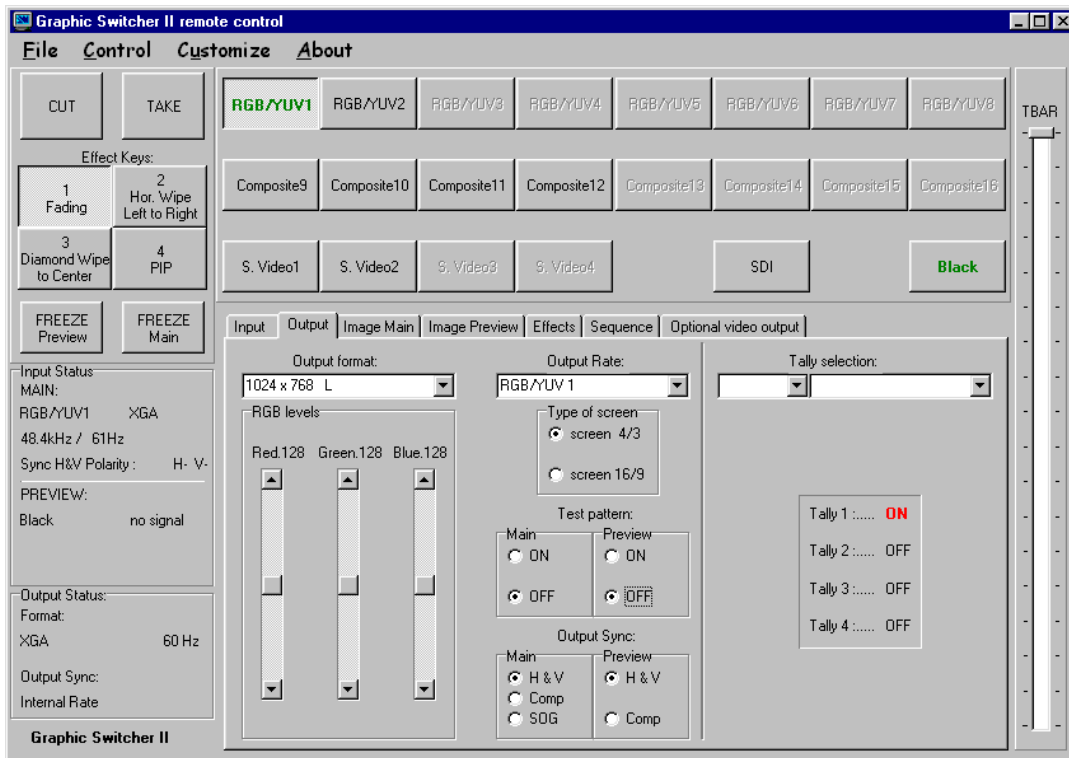 Graphic Switcher II remote control
File Control Customize About
CUT TAKE
Effect Keys:
1
Fading
2
Hor. Wipe
Left to Right
3
Diamond Wipe
to Center
4
PIP
FREEZE
Preview
FREEZE
Main
RGB/YUV1 RGB/YUV2 RGB/YUV3 RGB/YUV4 RGB/YUV5 RGB/YUV6 RGB/YUV7 RGB/YUV8
Composite9 Composite10 Composite11 Composite12 Composite13 Composite14 Composite15 Composite16
S. Video1 S. Video2 S. Video3 S. Video4 SDI Black
TBAR
Input Status
MAIN:
RGB/YUV1 XGA
48.4kHz / 61Hz
Sync H&V Polarity : H- V-
PREVIEW:
Black no signal
Output Status:
Format:
XGA 60 Hz
Output Sync:
Internal Rate
Graphic Switcher II
Input Output Image Main Image Preview Effects Sequence Optional video output
Output format:
1024 x 768 L
RGB levels
Red.128 Green.128 Blue.128
Output Rate:
RGB/YUV 1
Type of screen
screen 4/3
screen 16/9
Test pattern:
Main Preview
ON ON
OFF OFF
Output Sync:
Main Preview
H & V H & V
Comp
SOG Comp
Tally selection:
Tally 1 :..... ON
Tally 2 :..... OFF
Tally 3 :..... OFF
Tally 4 :..... OFF